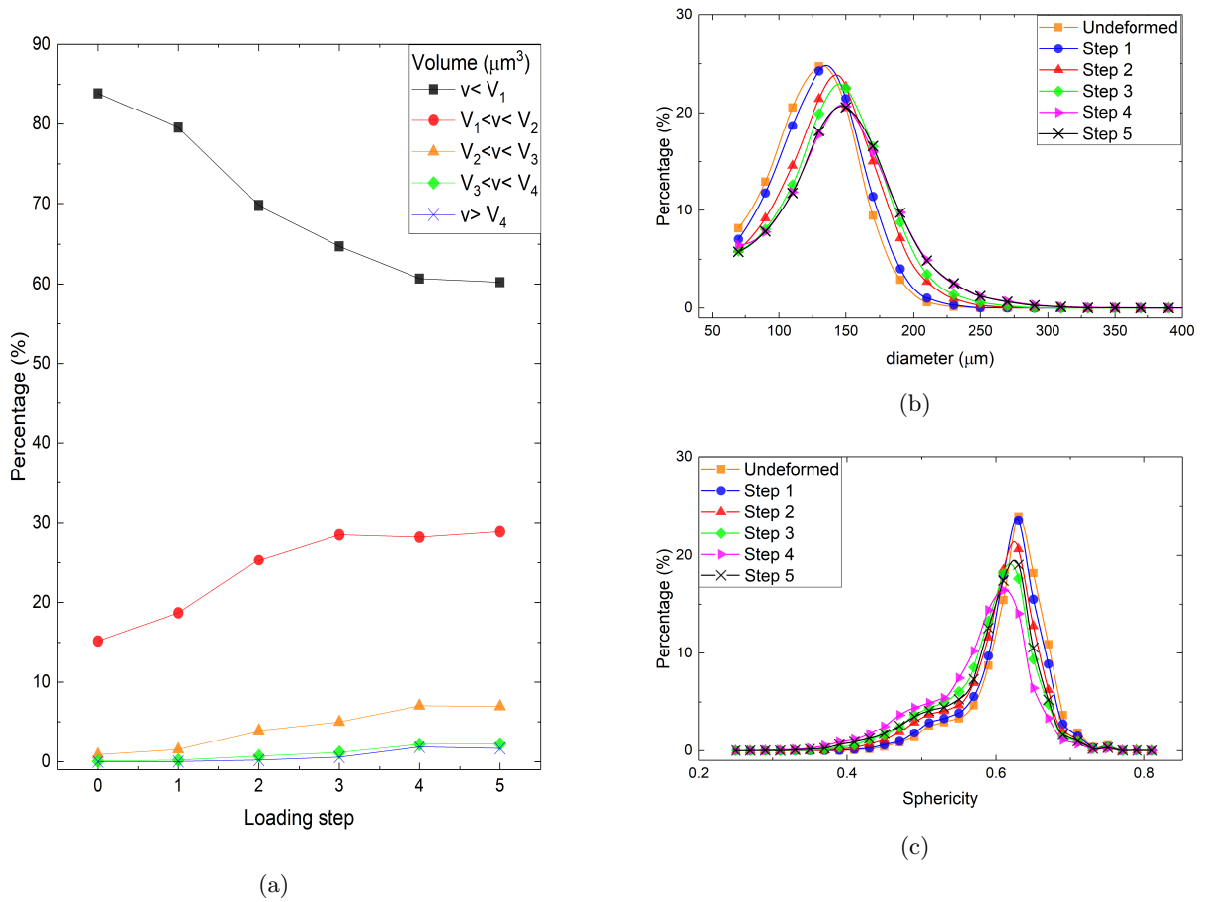 90
80
70
60
50
40
30
20
10
0
Percentage (%)
Volume (μm³)
v< V₁
V₁<v< V₂
V₂<v< V₃
V₃<v< V₄
v> V₄
0 1 2 3 4 5
Loading step
(a)
30
20
10
0
Percentage (%)
Undeformed
Step 1
Step 2
Step 3
Step 4
Step 5
50 100 150 200 250 300 350 400
diameter (μm)
(b)
30
20
10
0
Percentage (%)
Undeformed
Step 1
Step 2
Step 3
Step 4
Step 5
0.2 0.4 0.6 0.8
Sphericity
(c)